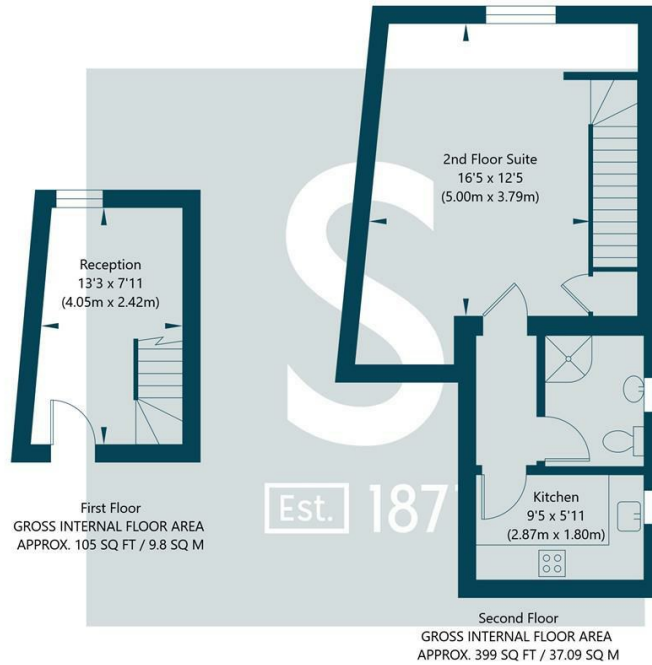 2nd Floor Suite
16'5 x 12'5
(5.00m x 3.79m)
Reception
13'3 x 7'11
(4.05m x 2.42m)
S
Est. 187
Kitchen
9'5 x 5'11
(2.87m x 1.80m)
First Floor
GROSS INTERNAL FLOOR AREA
APPROX. 105 SQ FT / 9.8 SQ M
Second Floor
GROSS INTERNAL FLOOR AREA
APPROX. 399 SQ FT / 37.09 SQ M